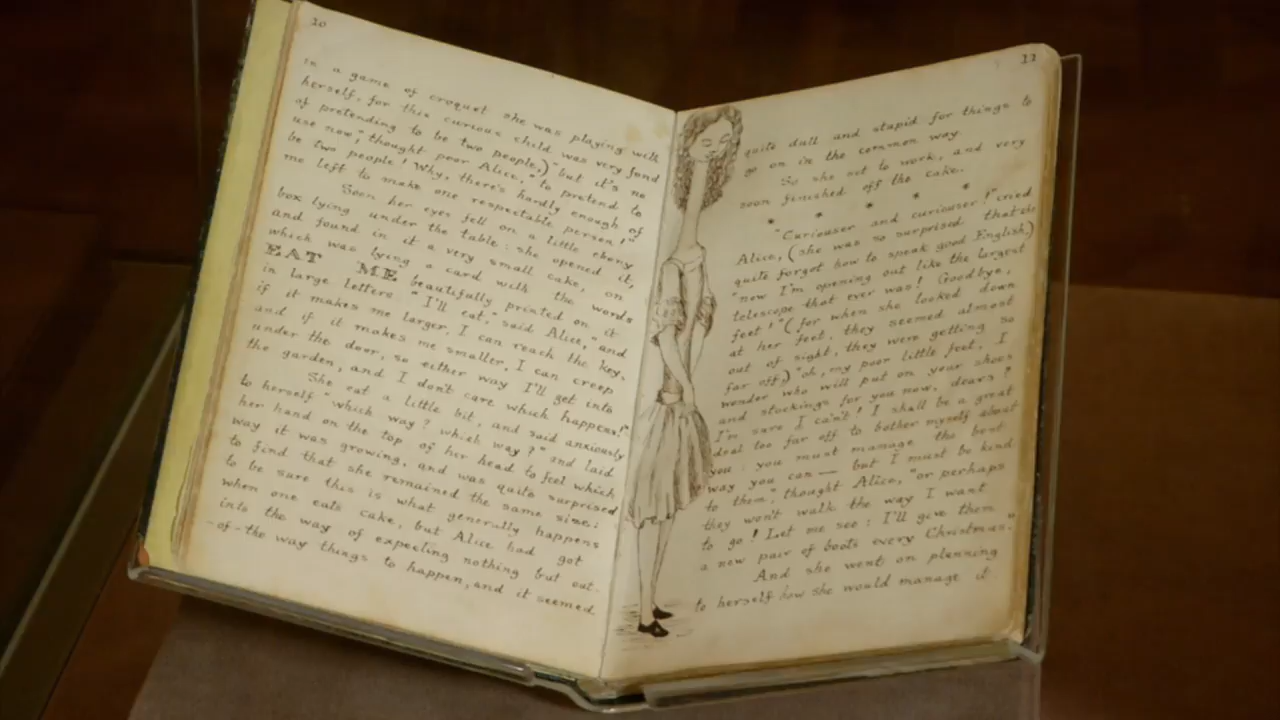 10
in a game of croquet she was playing with
herself, for this curious child was very fond
of pretending to be two people,) "but it's no
use now," thought poor Alice, "to pretend to
be two people! Why, there's hardly enough of
me left to make one respectable person!"
Soon her eyes fell on a little ebony
box lying under the table: she opened it,
and found in it a very small cake, on
which was lying a card with the words
EAT ME beautifully printed on it
in large letters "I'll eat," said Alice, "and
if it makes me larger, I can reach the key,
and if it makes me smaller, I can creep
under the door, so either way I'll get into
the garden, and I don't care which happens!"
She eat a little bit, and said anxiously
to herself "which way? which way?" and laid
her hand on the top of her head to feel which
way it was growing, and was quite surprised
to find that she remained the same size:
to be sure this is what generally happens
when one eats cake, but Alice had got
into the way of expecting nothing but out-
-of-the way things to happen, and it seemed
11
quite dull and stupid for things to
go on in the common way.
So she set to work, and very
soon finished off the cake.
* * * * *
"Curiouser and curiouser!" cried
Alice, (she was so surprised that she
quite forgot how to speak good English,)
"now I'm opening out like the largest
telescope that ever was! Goodbye,
feet!" (for when she looked down
at her feet, they seemed almost
out of sight, they were getting so
far off,) "oh, my poor little feet, I
wonder who will put on your shoes
and stockings for you now, dears?
I'm sure I can't! I shall be a great
deal too far off to bother myself about
you: you must manage the best
way you can — but I must be kind
to them," thought Alice, "or perhaps
they won't walk the way I want
to go! Let me see: I'll give them
a new pair of boots every Christmas."
And she went on planning
to herself how she would manage it